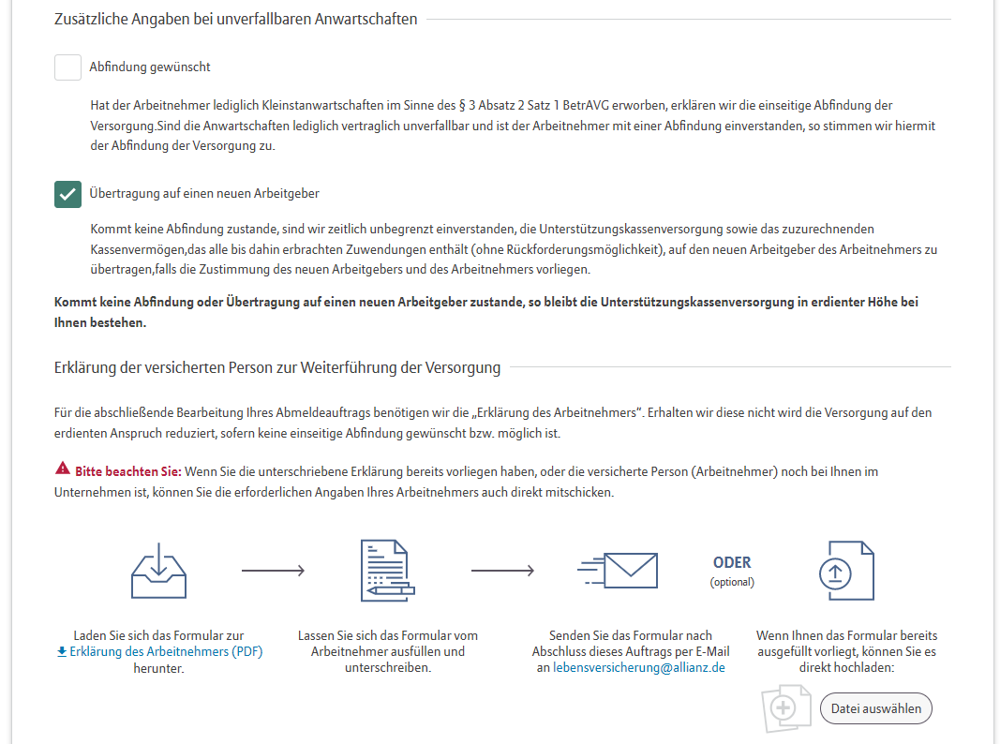 Zusätzliche Angaben bei unverfallbaren Anwartschaften
Abfindung gewünscht
Hat der Arbeitnehmer lediglich Kleinstanwartschaften im Sinne des § 3 Absatz 2 Satz 1 BetrAVG erworben, erklären wir die einseitige Abfindung der
Versorgung.Sind die Anwartschaften lediglich vertraglich unverfallbar und ist der Arbeitnehmer mit einer Abfindung einverstanden, so stimmen wir hiermit
der Abfindung der Versorgung zu.
Übertragung auf einen neuen Arbeitgeber
Kommt keine Abfindung zustande, sind wir zeitlich unbegrenzt einverstanden, die Unterstützungskassenversorgung sowie das zuzurechnenden
Kassenvermögen,das alle bis dahin erbrachten Zuwendungen enthält (ohne Rückforderungsmöglichkeit), auf den neuen Arbeitgeber des Arbeitnehmers zu
übertragen,falls die Zustimmung des neuen Arbeitgebers und des Arbeitnehmers vorliegen.
Kommt keine Abfindung oder Übertragung auf einen neuen Arbeitgeber zustande, so bleibt die Unterstützungskassenversorgung in erdienter Höhe bei
Ihnen bestehen.
Erklärung der versicherten Person zur Weiterführung der Versorgung
Für die abschließende Bearbeitung Ihres Abmeldeauftrags benötigen wir die „Erklärung des Arbeitnehmers“. Erhalten wir diese nicht wird die Versorgung auf den
erdienten Anspruch reduziert, sofern keine einseitige Abfindung gewünscht bzw. möglich ist.
Bitte beachten Sie: Wenn Sie die unterschriebene Erklärung bereits vorliegen haben, oder die versicherte Person (Arbeitnehmer) noch bei Ihnen im
Unternehmen ist, können Sie die erforderlichen Angaben Ihres Arbeitnehmers auch direkt mitschicken.
Laden Sie sich das Formular zur
Erklärung des Arbeitnehmers (PDF)
herunter.
Lassen Sie sich das Formular vom
Arbeitnehmer ausfüllen und
unterschreiben.
Senden Sie das Formular nach
Abschluss dieses Auftrags per E-Mail
an lebensversicherung@allianz.de
ODER
(optional)
Wenn Ihnen das Formular bereits
ausgefüllt vorliegt, können Sie es
direkt hochladen:
Datei auswählen